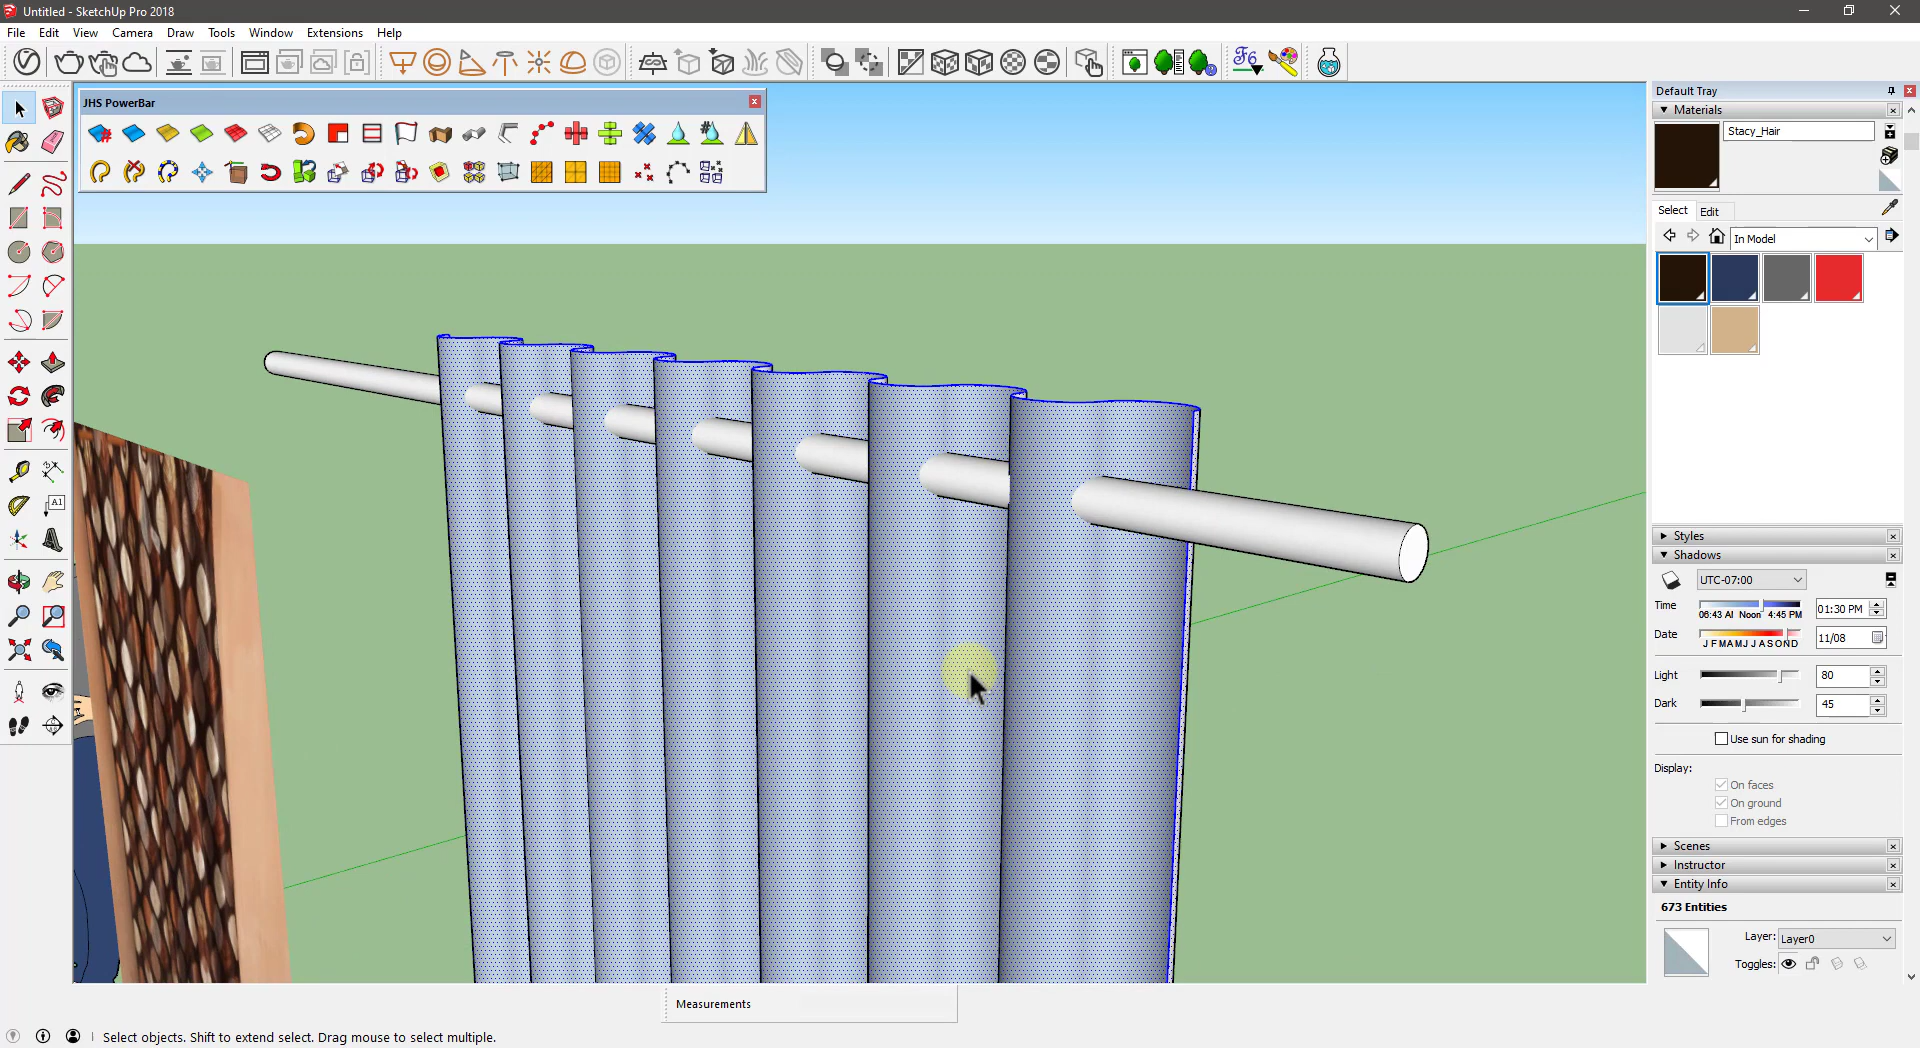 Untitled - SketchUp Pro 2018
File Edit View Camera Draw Tools Window Extensions Help
JHS PowerBar
Default Tray
Materials
Stacy_Hair
Select Edit
In Model
Styles
Shadows
UTC-07:00
Time 06:43 AI Noon 4:45 PM 01:30 PM
Date J F M A M J J A S O N D 11/08
Light 80
Dark 45
Use sun for shading
Display:
On faces
On ground
From edges
Scenes
Instructor
Entity Info
673 Entities
Layer: Layer0
Toggles:
Measurements
Select objects. Shift to extend select. Drag mouse to select multiple.